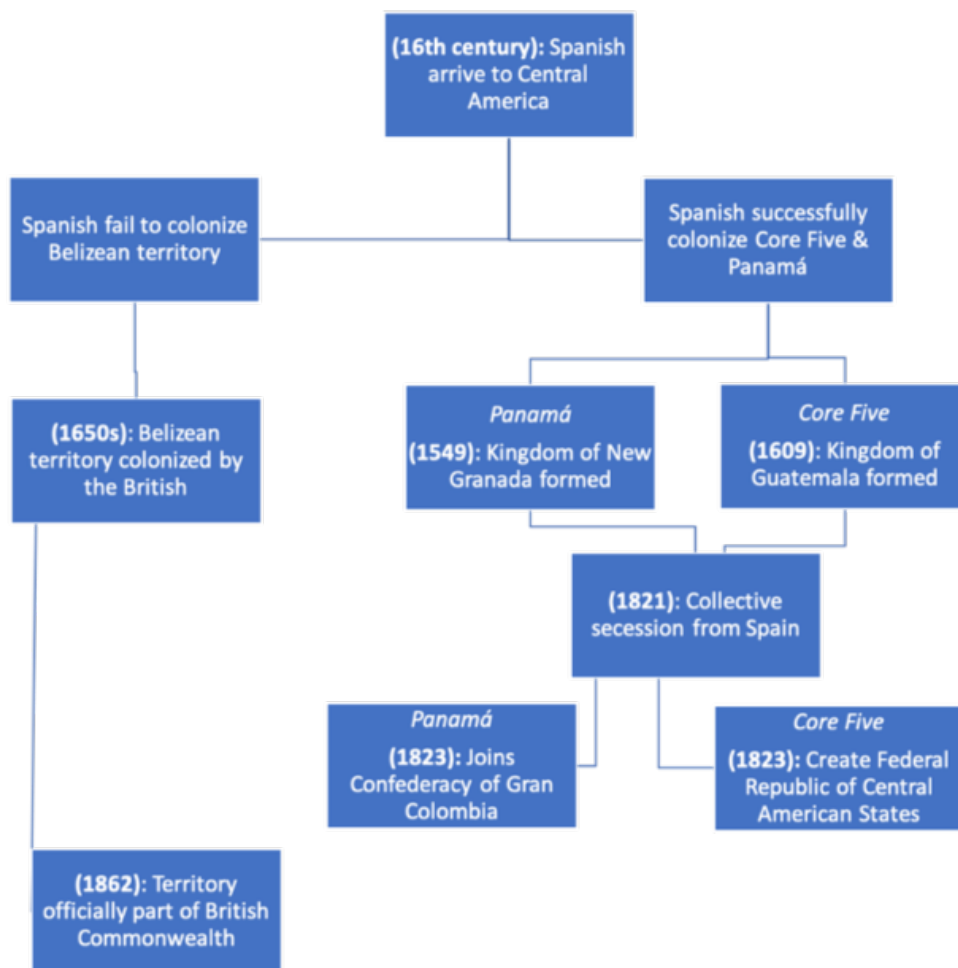 (16th century): Spanish
arrive to Central
America
Spanish fail to colonize
Belizean territory
Spanish successfully
colonize Core Five &
Panamá
(1650s): Belizean
territory colonized by
the British
Panamá
(1549): Kingdom of New
Granada formed
Core Five
(1609): Kingdom of
Guatemala formed
(1821): Collective
secession from Spain
Panamá
(1823): Joins
Confederacy of Gran
Colombia
Core Five
(1823): Create Federal
Republic of Central
American States
(1862): Territory
officially part of British
Commonwealth